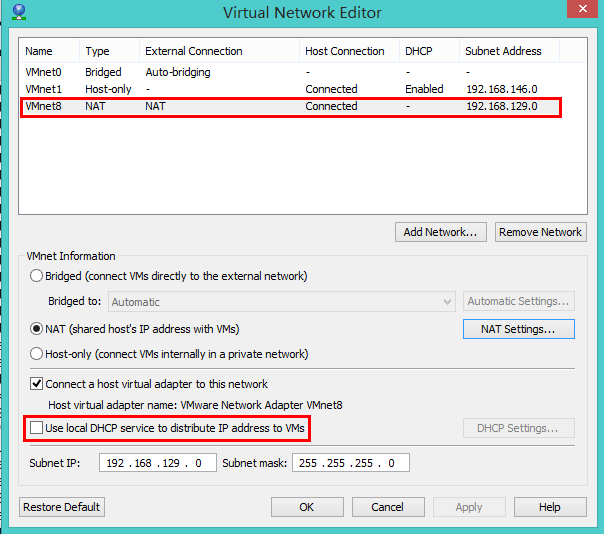 Virtual Network Editor
Name Type External Connection Host Connection DHCP Subnet Address
VMnet0 Bridged Auto-bridging - - -
VMnet1 Host-only - Connected Enabled 192.168.146.0
VMnet8 NAT NAT Connected - 192.168.129.0
Add Network... Remove Network
VMnet Information
Bridged (connect VMs directly to the external network)
Bridged to: Automatic Automatic Settings...
NAT (shared host's IP address with VMs) NAT Settings...
Host-only (connect VMs internally in a private network)
Connect a host virtual adapter to this network
Host virtual adapter name: VMware Network Adapter VMnet8
Use local DHCP service to distribute IP address to VMs DHCP Settings...
Subnet IP: 192 . 168 . 129 . 0 Subnet mask: 255 . 255 . 255 . 0
Restore Default OK Cancel Apply Help